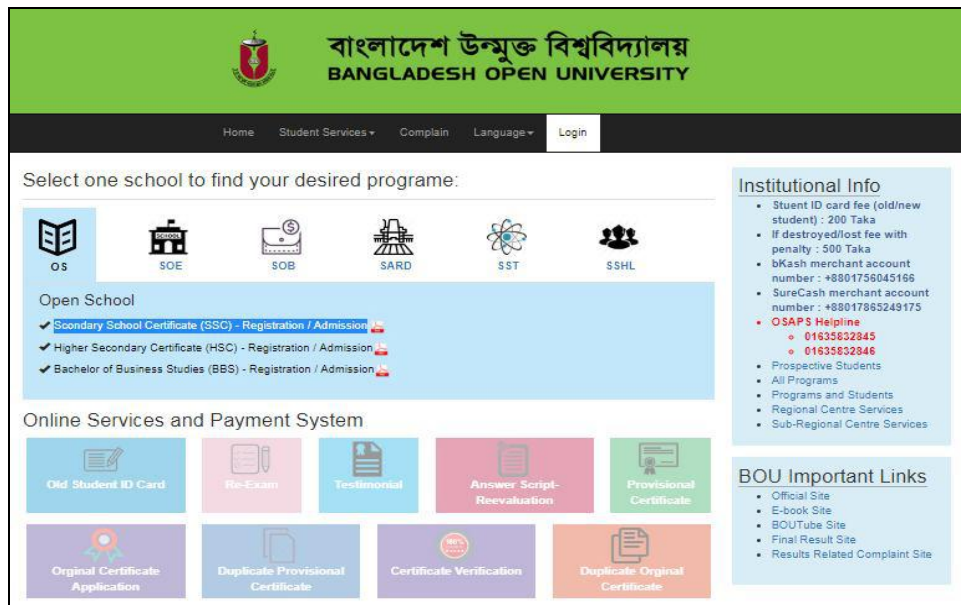 বাংলাদেশ উন্মুক্ত বিশ্ববিদ্যালয়
BANGLADESH OPEN UNIVERSITY
Home Student Services Complain Language Login
Select one school to find your desired programe:
OS SOE SOB SARD SST SSHL
Open School
Scondary School Certificate (SSC) - Registration / Admission
Higher Secondary Certificate (HSC) - Registration / Admission
Bachelor of Business Studies (BBS) - Registration / Admission
Online Services and Payment System
Old Student ID Card
Re-Exam
Testimonial
Answer Script-
Reevaluation
Provisional
Certificate
Orginal Certificate
Application
Duplicate Provisional
Certificate
100%
Certificate Verification
Duplicate Orginal
Certificate
Institutional Info
Stuent ID card fee (old/new
student) : 200 Taka
If destroyed/lost fee with
penalty : 500 Taka
bKash merchant account
number : +8801756045166
SureCash merchant account
number : +88017865249175
OSAPS Helpline
01635832845
01635832846
Prospective Students
All Programs
Programs and Students
Regional Centre Services
Sub-Regional Centre Services
BOU Important Links
Official Site
E-book Site
BOUTube Site
Final Result Site
Results Related Complaint Site